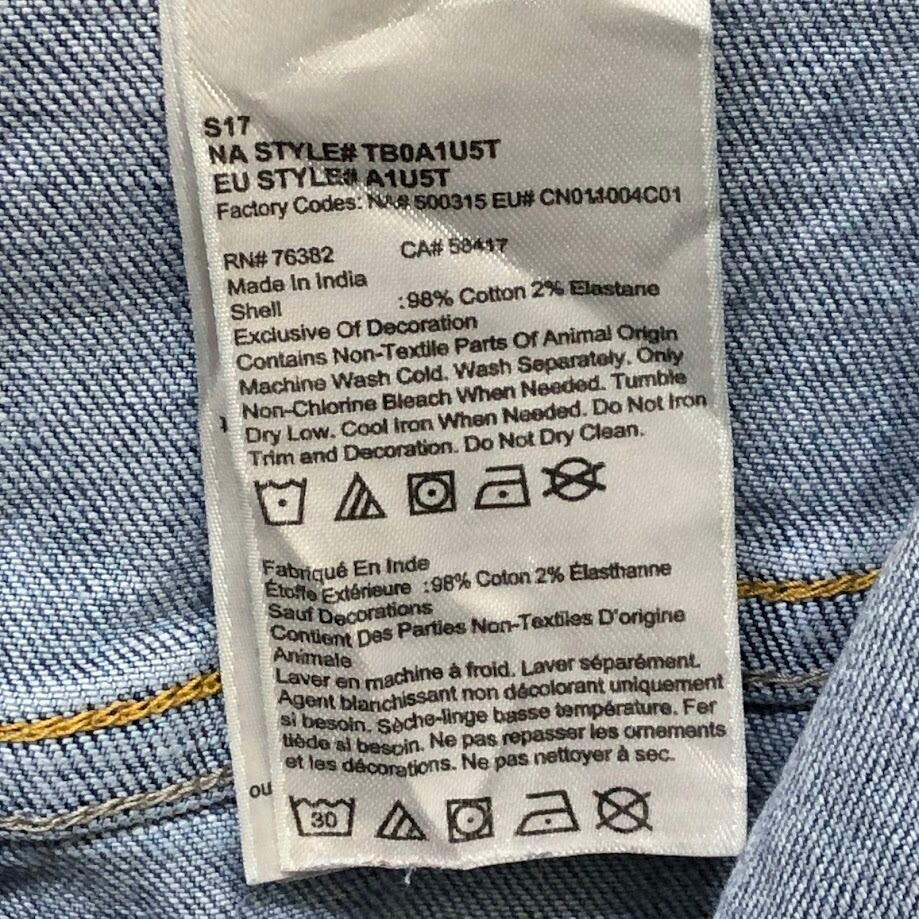 S17
NA STYLE# TB0A1U5T
EU STYLE# A1U5T
Factory Codes: NA# 500315 EU# CN011004C01
RN# 76382 CA# 58417
Made In India
Shell :98% Cotton 2% Elastane
Exclusive Of Decoration
Contains Non-Textile Parts Of Animal Origin
Machine Wash Cold. Wash Separately. Only
Non-Chlorine Bleach When Needed. Tumble
Dry Low. Cool Iron When Needed. Do Not Iron
Trim and Decoration. Do Not Dry Clean.
Fabriqué En Inde
Étoffe Extérieure :98% Coton 2% Élasthanne
Sauf Decorations
Contient Des Parties Non-Textiles D'origine
Animale
Laver en machine à froid. Laver séparément.
Agent blanchissant non décolorant uniquement
si besoin. Sèche-linge basse température. Fer
tiède si besoin. Ne pas repasser les ornements
et les décorations. Ne pas nettoyer à sec.
ou
30